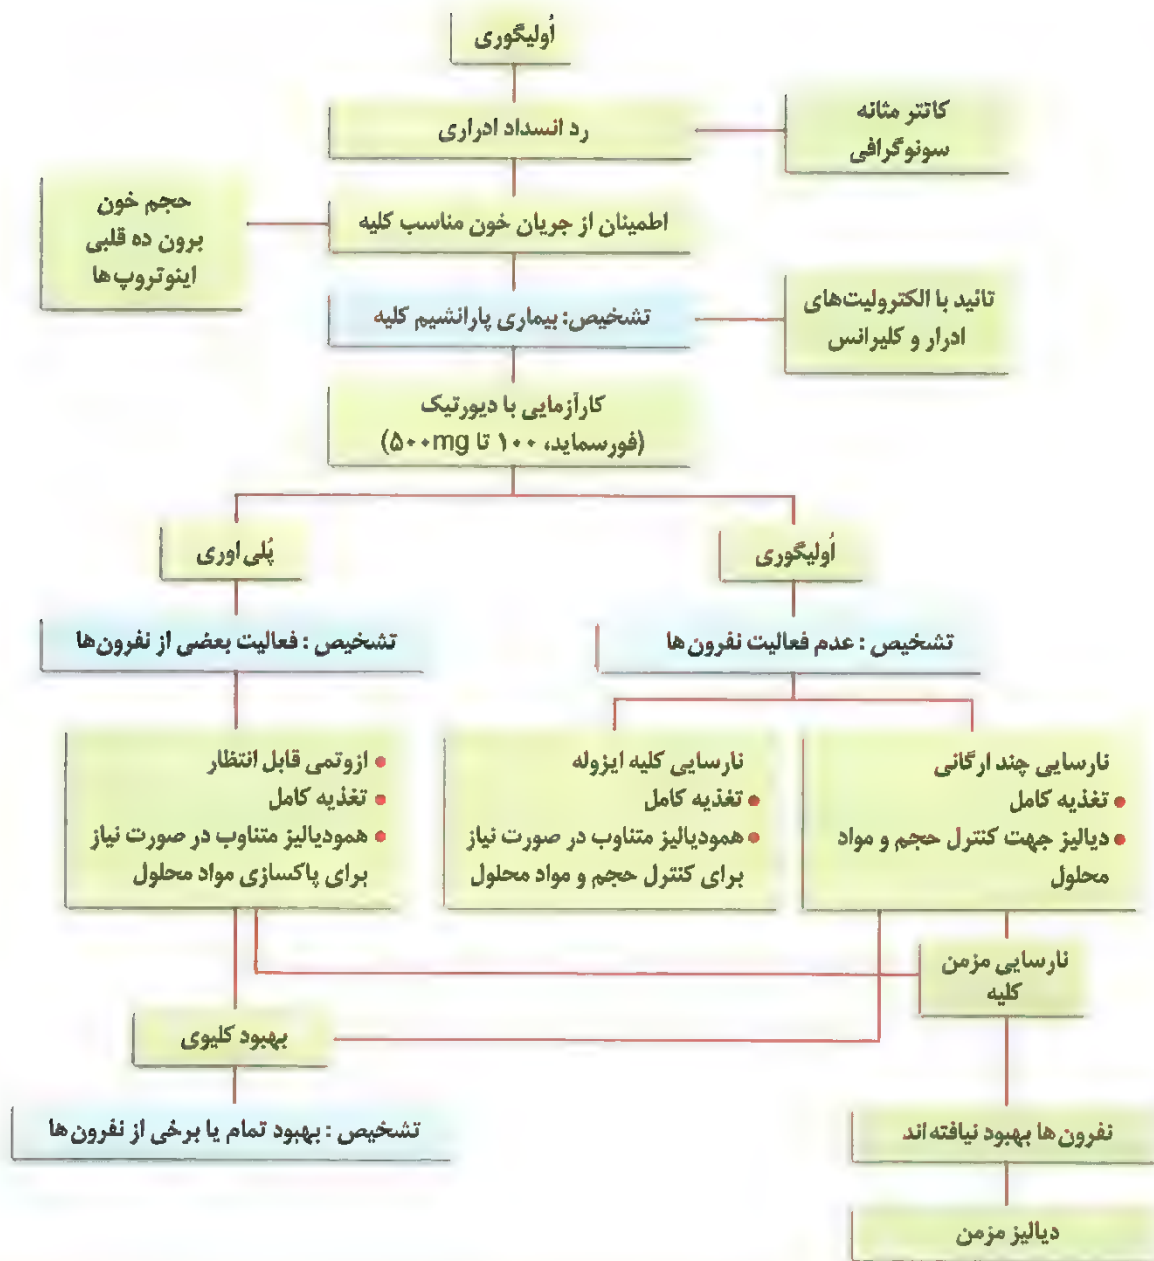 اُولیگوری
رد انسداد ادراری
کاتتر مثانه
سونوگرافی
اطمینان از جریان خون مناسب کلیه
حجم خون
برون ده قلبی
اینوتروپ‌ها
تشخیص: بیماری پارانشیم کلیه
تائید با الکترولیت‌های
ادرار و کلیرانس
کارآزمایی با دیورتیک
(فورسماید، ۱۰۰ تا ۵۰۰mg)
اُولیگوری
پُلی اوری
تشخیص : عدم فعالیت نفرون‌ها
تشخیص : فعالیت بعضی از نفرون‌ها
نارسایی چند ارگانی
• تغذیه کامل
• دیالیز جهت کنترل حجم و مواد
محلول
نارسایی کلیه ایزوله
• تغذیه کامل
• همودیالیز متناوب در صورت نیاز
برای کنترل حجم و مواد محلول
• ازوتمی قابل انتظار
• تغذیه کامل
• همودیالیز متناوب در صورت نیاز
برای پاکسازی مواد محلول
نارسایی مزمن
کلیه
بهبود کلیوی
نفرون‌ها بهبود نیافته‌اند
تشخیص : بهبود تمام یا برخی از نفرون‌ها
دیالیز مزمن